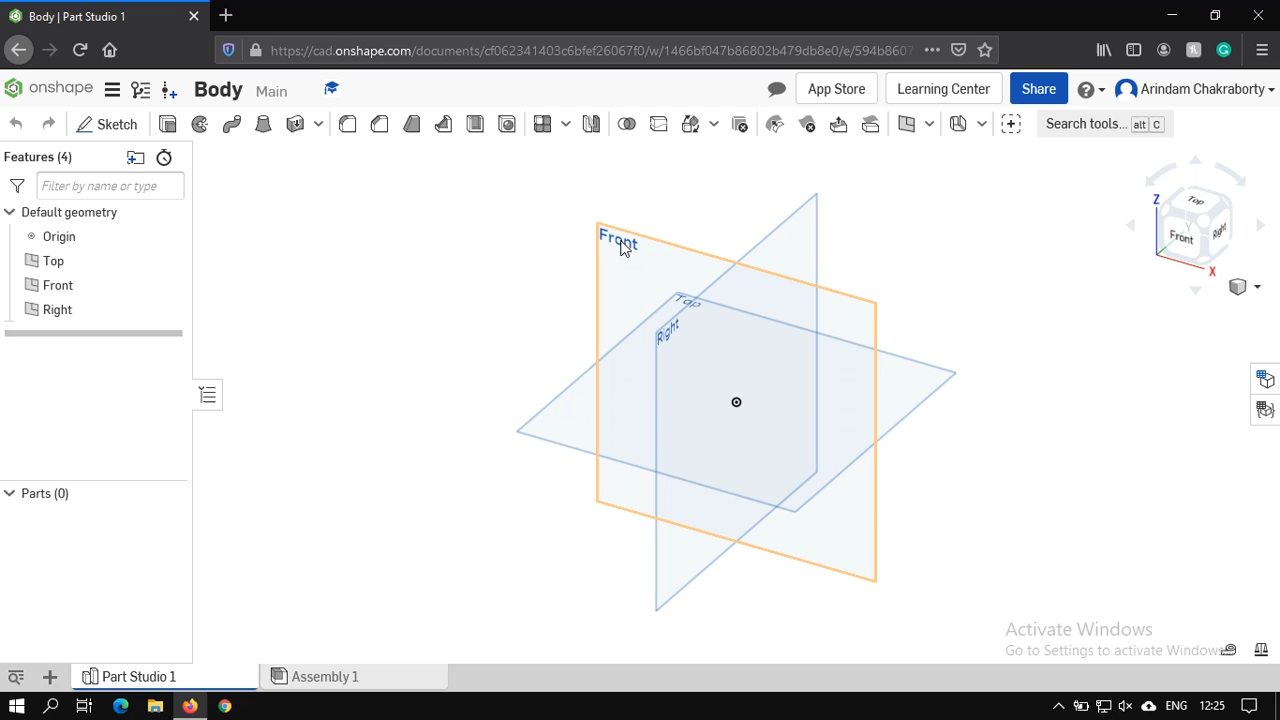 Body | Part Studio 1
https://cad.onshape.com/documents/cf062341403c6bfef26067f0/w/1466bf047b86802b479db8e0/e/594b8607
onshape
Body Main
App Store
Learning Center
Share
Arindam Chakraborty
Sketch
Search tools... alt C
Features (4)
Filter by name or type
Default geometry
Origin
Top
Front
Right
Parts (0)
Front
Top
Right
Z
Top
Y
Front
Right
X
Activate Windows
Go to Settings to activate Windows
Part Studio 1
Assembly 1
ENG
12:25